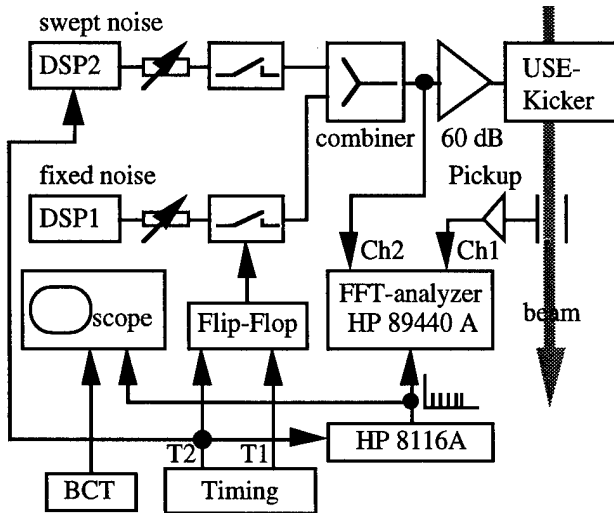 swept noise
DSP2
combiner
60 dB
USE-
Kicker
fixed noise
DSP1
Pickup
Ch2
Ch1
FFT-analyzer
HP 89440 A
scope
Flip-Flop
beam
T2
T1
HP 8116A
BCT
Timing